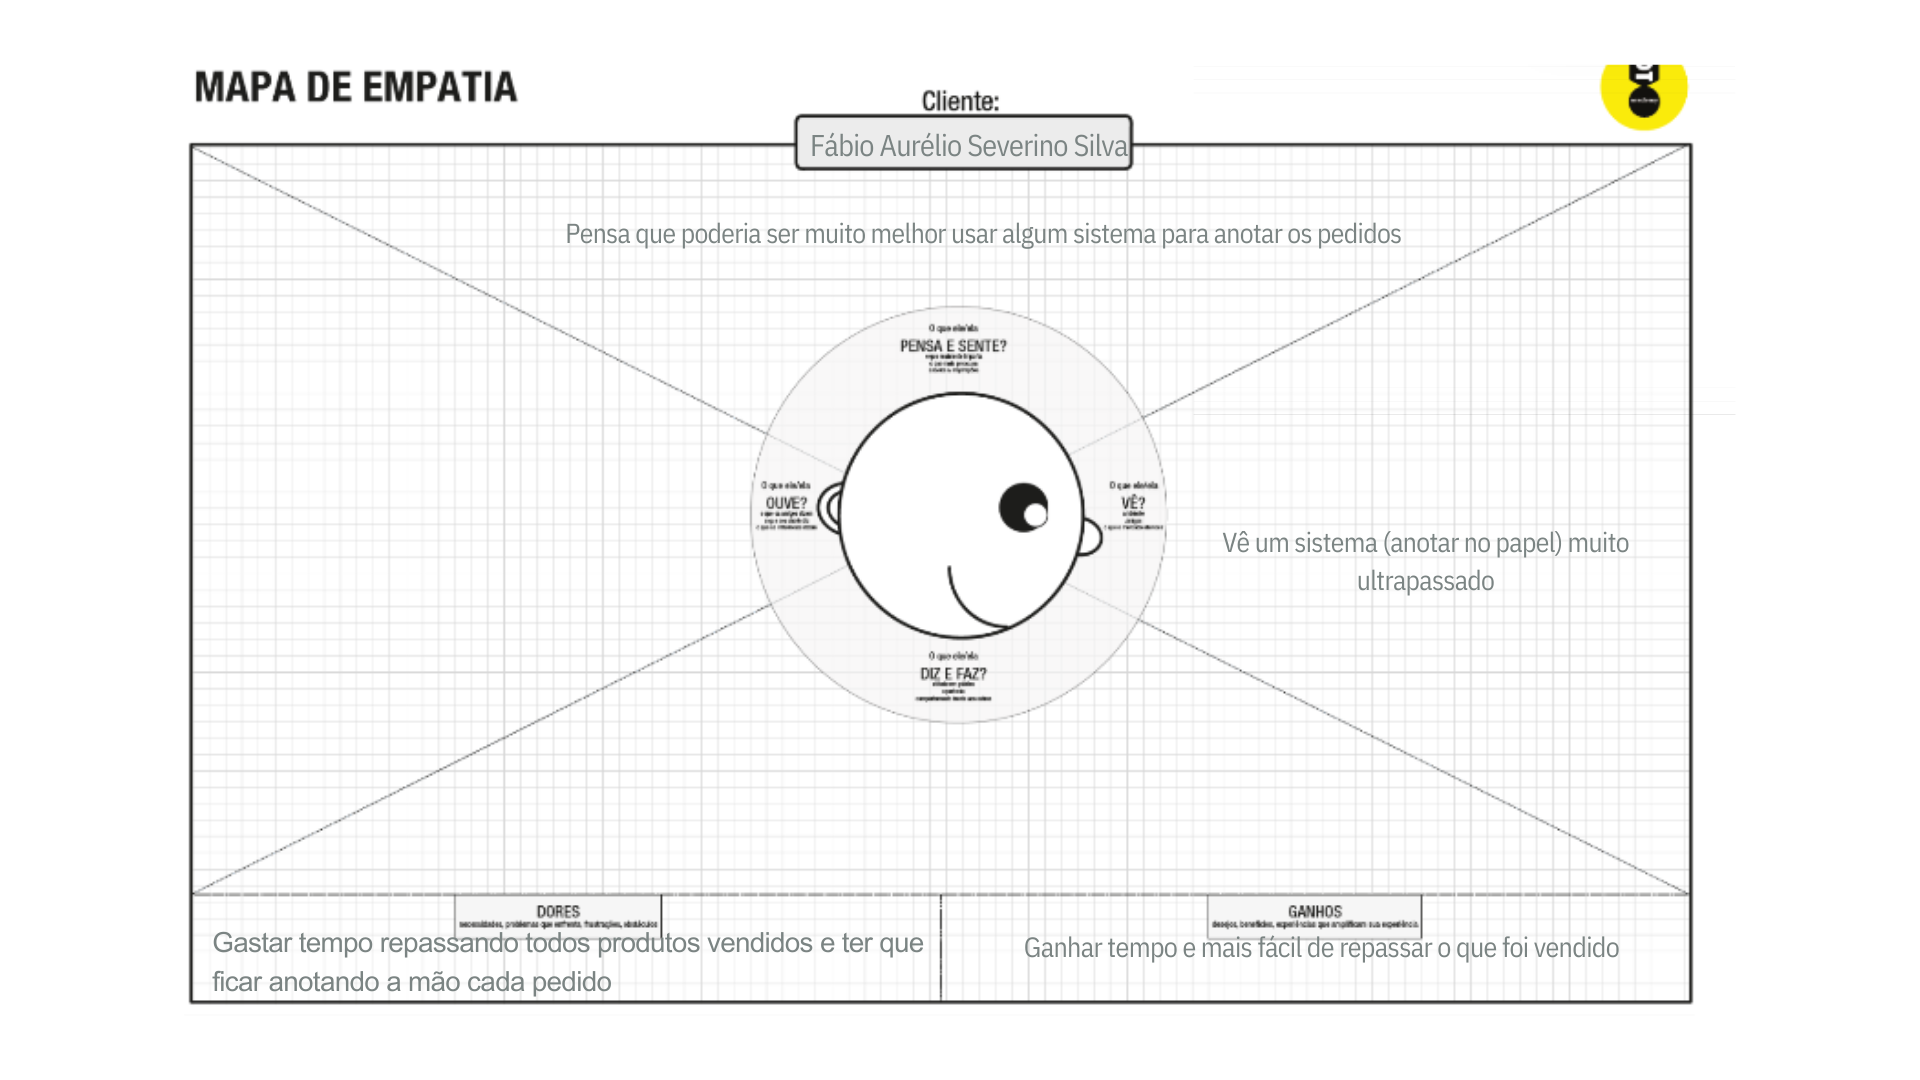 MAPA DE EMPATIA
Cliente:
Fábio Aurélio Severino Silva
Pensa que poderia ser muito melhor usar algum sistema para anotar os pedidos
O que ele/ela
PENSA E SENTE?
O que ele/ela
OUVE?
O que ele/ela
VÊ?
Vê um sistema (anotar no papel) muito
ultrapassado
O que ele/ela
DIZ E FAZ?
DORES
necessidades, problemas que enfrenta, frustrações, obstáculos
Gastar tempo repassando todos produtos vendidos e ter que
ficar anotando a mão cada pedido
GANHOS
desejos, benefícios, experiências que amplificam sua experiência
Ganhar tempo e mais fácil de repassar o que foi vendido